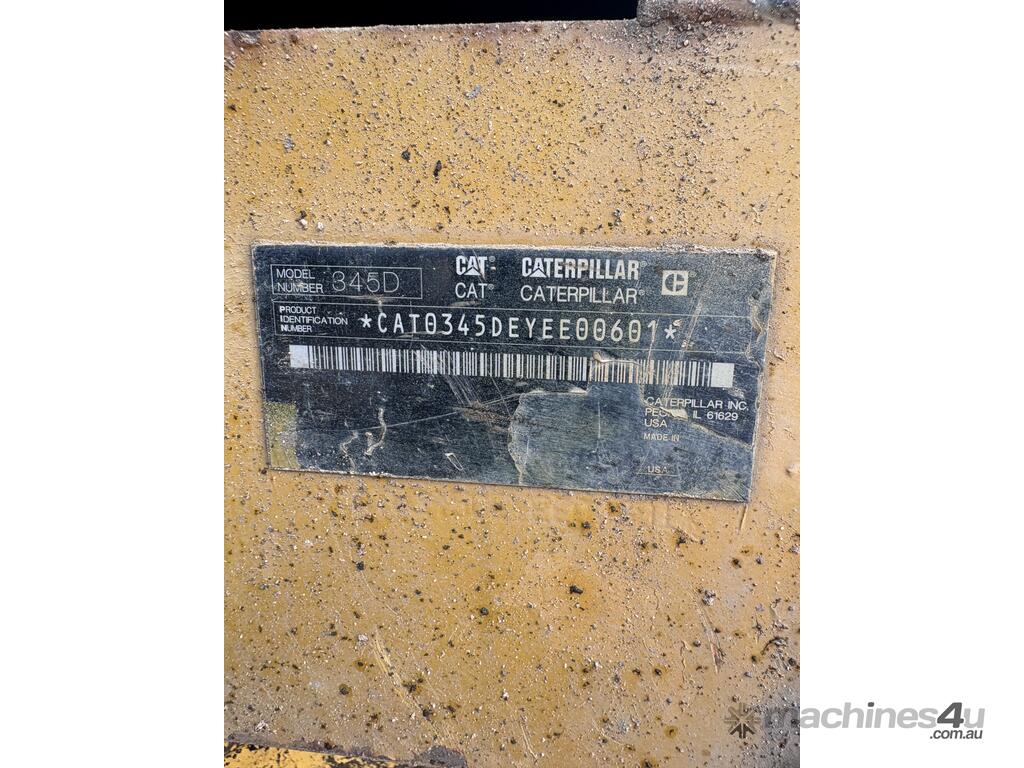 MODEL NUMBER 345D
CAT® CATERPILLAR®
CAT® CATERPILLAR®
PRODUCT IDENTIFICATION NUMBER *CAT0345DEYEE00601*
CATERPILLAR INC.
IL 61629
USA
MADE IN
USA
machines4u
.com.au